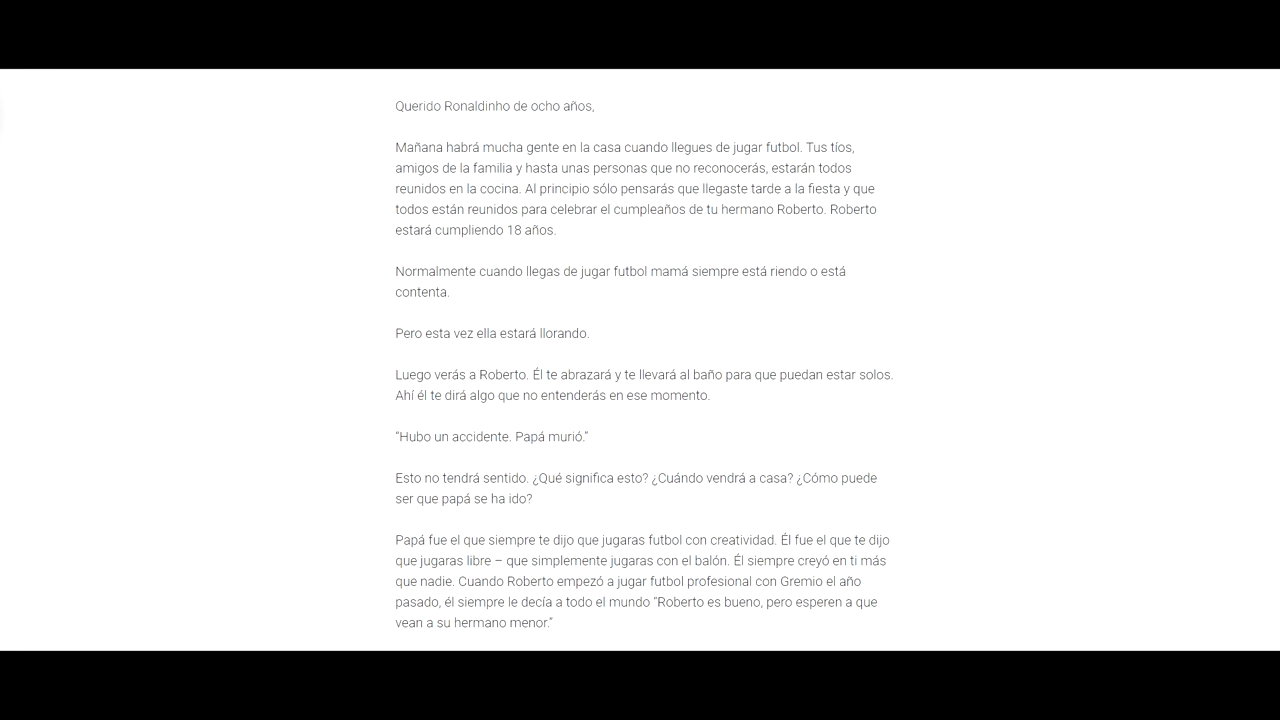 Querido Ronaldinho de ocho años,
Mañana habrá mucha gente en la casa cuando llegues de jugar futbol. Tus tíos,
amigos de la familia y hasta unas personas que no reconocerás, estarán todos
reunidos en la cocina. Al principio sólo pensarás que llegaste tarde a la fiesta y que
todos están reunidos para celebrar el cumpleaños de tu hermano Roberto. Roberto
estará cumpliendo 18 años.
Normalmente cuando llegas de jugar futbol mamá siempre está riendo o está
contenta.
Pero esta vez ella estará llorando.
Luego verás a Roberto. Él te abrazará y te llevará al baño para que puedan estar solos.
Ahí él te dirá algo que no entenderás en ese momento.
“Hubo un accidente. Papá murió.”
Esto no tendrá sentido. ¿Qué significa esto? ¿Cuándo vendrá a casa? ¿Cómo puede
ser que papá se ha ido?
Papá fue el que siempre te dijo que jugaras futbol con creatividad. Él fue el que te dijo
que jugaras libre – que simplemente jugaras con el balón. Él siempre creyó en ti más
que nadie. Cuando Roberto empezó a jugar futbol profesional con Gremio el año
pasado, él siempre le decía a todo el mundo “Roberto es bueno, pero esperen a que
vean a su hermano menor.”